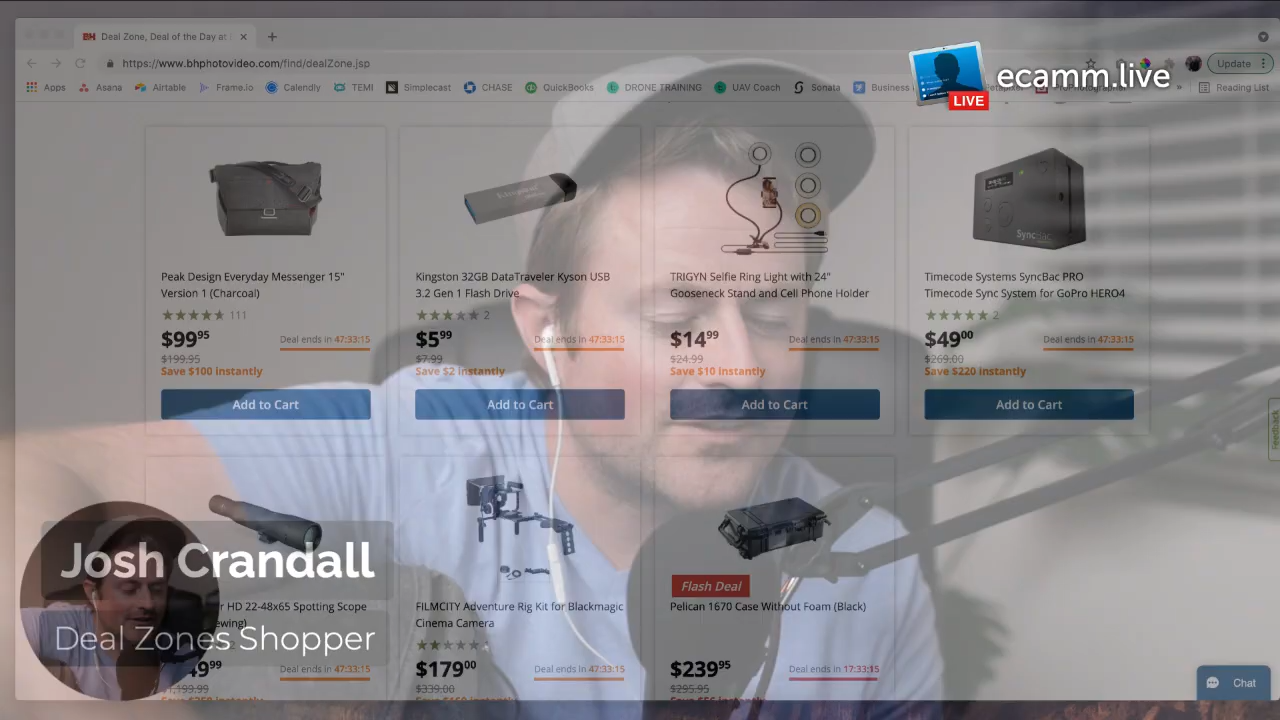 Deal Zone, Deal of the Day at
https://www.bhphotovideo.com/find/dealZone.jsp
Update
Apps
Asana
Airtable
Frame.io
Calendly
TEMI
Simplecast
CHASE
QuickBooks
DRONE TRAINING
UAV Coach
Sonata
Business
Reading List
LIVE
ecamm.live
SyncBac
Peak Design Everyday Messenger 15"
Version 1 (Charcoal)
111
$99 95
Deal ends in 47:33:15
$199.95
Save $100 instantly
Add to Cart
Kingston 32GB DataTraveler Kyson USB
3.2 Gen 1 Flash Drive
2
$5 99
Deal ends in 47:33:15
$7.99
Save $2 instantly
Add to Cart
TRIGYN Selfie Ring Light with 24"
Gooseneck Stand and Cell Phone Holder
$14 99
Deal ends in 47:33:15
$24.99
Save $10 instantly
Add to Cart
Timecode Systems SyncBac PRO
Timecode Sync System for GoPro HERO4
2
$49 00
Deal ends in 47:33:15
$269.00
Save $220 instantly
Add to Cart
Feedback
Josh Crandall
Deal Zones Shopper
HD 22-48x65 Spotting Scope
Deal ends in 47:33:15
FILMCITY Adventure Rig Kit for Blackmagic
Cinema Camera
$179 00
Deal ends in 47:33:15
$339.00
Flash Deal
Pelican 1670 Case Without Foam (Black)
$239 95
Deal ends in 17:33:15
$295.95
Chat